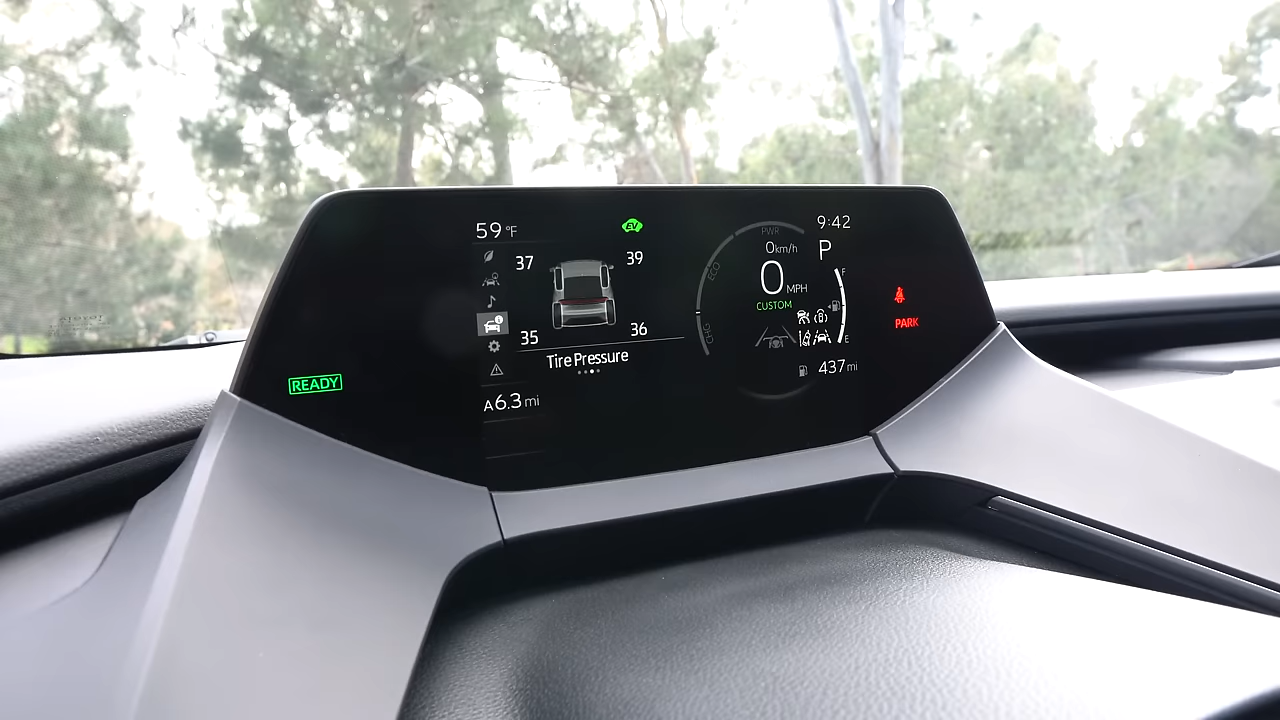 59 °F
EV
37
39
35
36
Tire Pressure
A 6.3 mi
READY
PWR
ECO
CHG
9:42
0 km/h
P
0 MPH
CUSTOM
F
E
437 mi
PARK